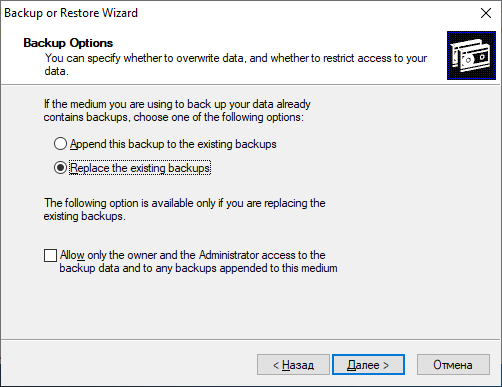 Backup or Restore Wizard
Backup Options
You can specify whether to overwrite data, and whether to restrict access to your
data.
If the medium you are using to back up your data already
contains backups, choose one of the following options:
Append this backup to the existing backups
Replace the existing backups
The following option is available only if you are replacing the
existing backups.
Allow only the owner and the Administrator access to the
backup data and to any backups appended to this medium
< Назад
Далее >
Отмена